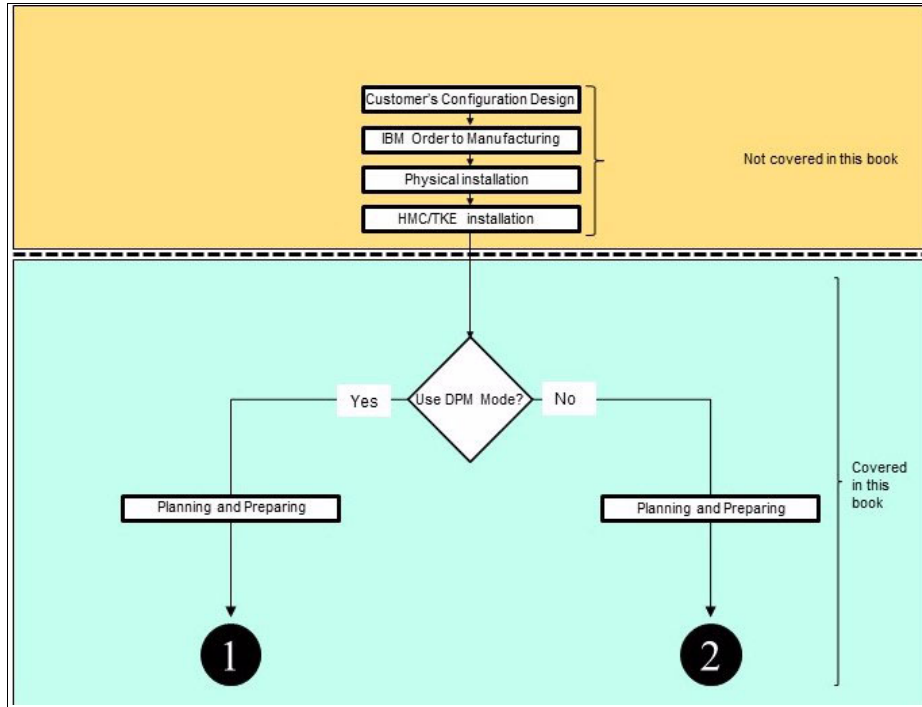 Customer's Configuration Design
IBM Order to Manufacturing
Physical installation
HMC/TKE installation
Not covered in this book
Use DPM Mode?
Yes
No
Planning and Preparing
Planning and Preparing
Covered
in this
book
1
2